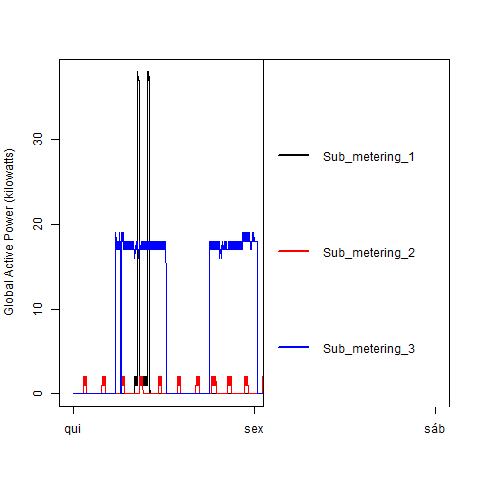 Global Active Power (kilowatts)
30
20
10
0
Sub_metering_1
Sub_metering_2
Sub_metering_3
qui sex sáb